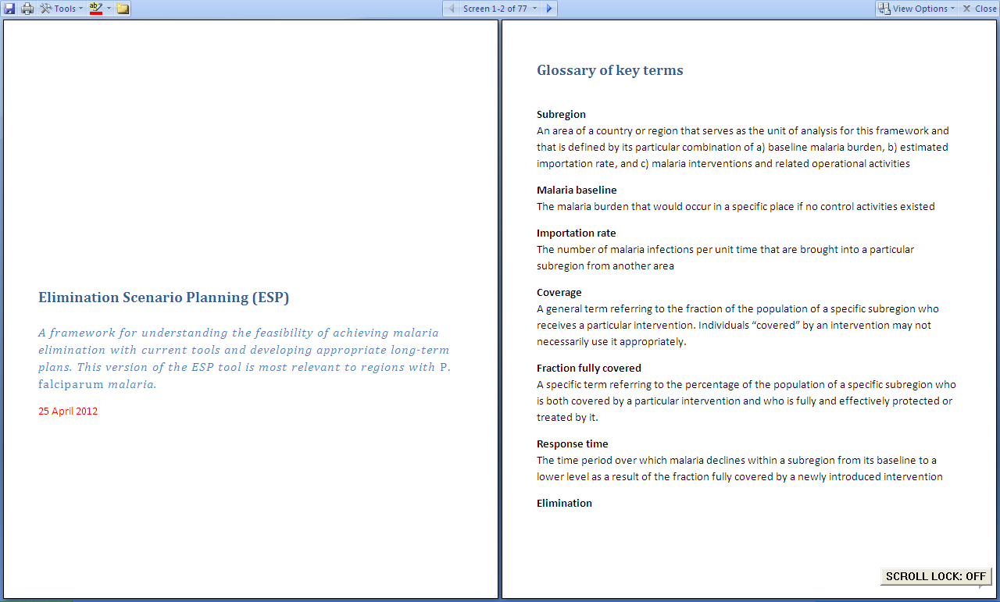 Tools
Screen 1-2 of 77
View Options
Close
Elimination Scenario Planning (ESP)
A framework for understanding the feasibility of achieving malaria
elimination with current tools and developing appropriate long-term
plans. This version of the ESP tool is most relevant to regions with P.
falciparum malaria.
25 April 2012
Glossary of key terms
Subregion
An area of a country or region that serves as the unit of analysis for this framework and
that is defined by its particular combination of a) baseline malaria burden, b) estimated
importation rate, and c) malaria interventions and related operational activities
Malaria baseline
The malaria burden that would occur in a specific place if no control activities existed
Importation rate
The number of malaria infections per unit time that are brought into a particular
subregion from another area
Coverage
A general term referring to the fraction of the population of a specific subregion who
receives a particular intervention. Individuals “covered” by an intervention may not
necessarily use it appropriately.
Fraction fully covered
A specific term referring to the percentage of the population of a specific subregion who
is both covered by a particular intervention and who is fully and effectively protected or
treated by it.
Response time
The time period over which malaria declines within a subregion from its baseline to a
lower level as a result of the fraction fully covered by a newly introduced intervention
Elimination
SCROLL LOCK: OFF